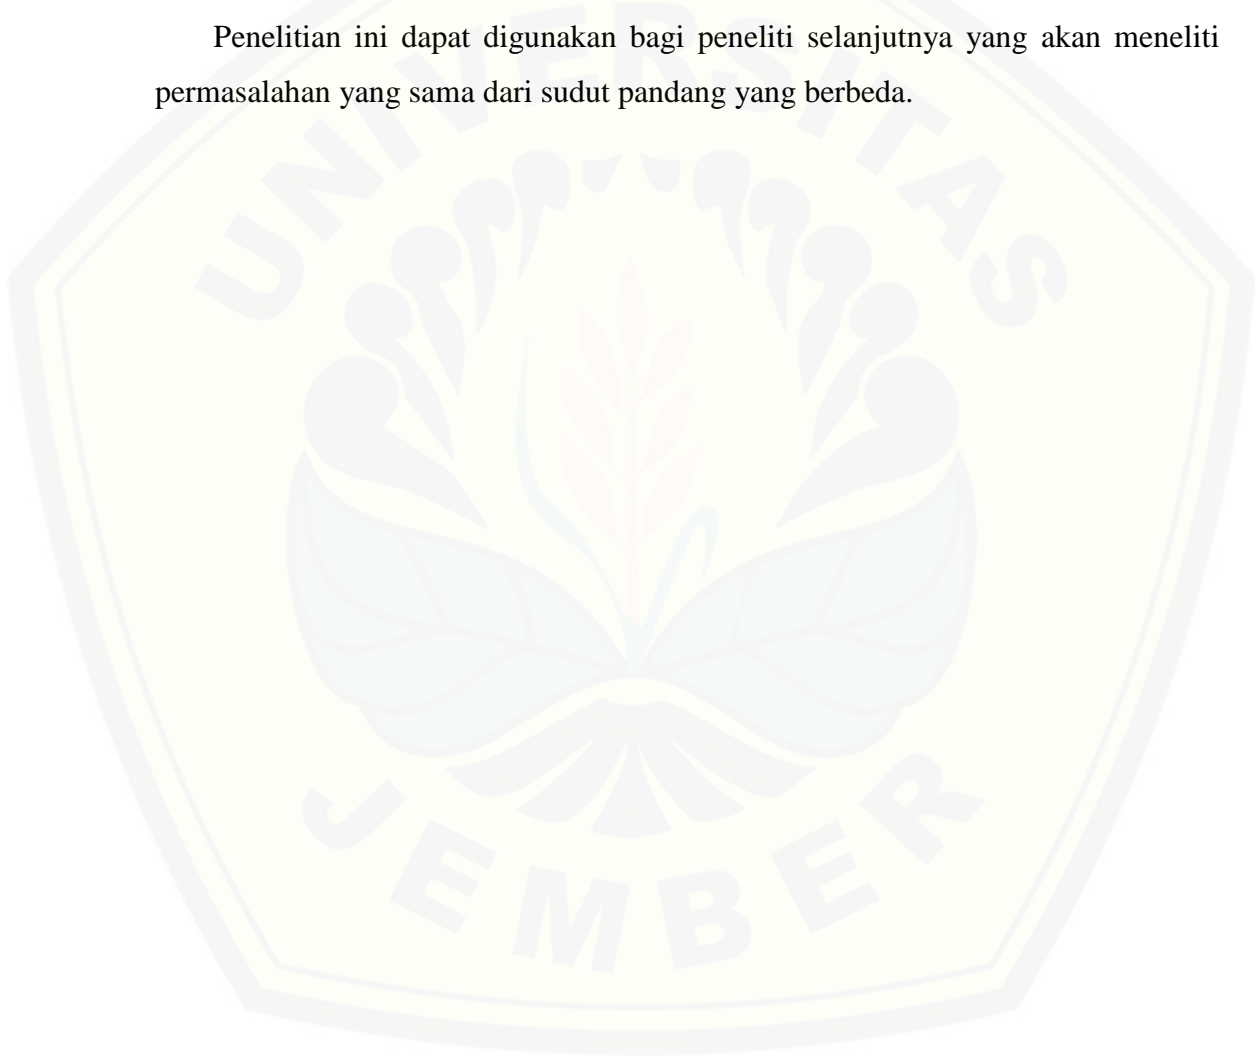 Penelitian ini dapat digunakan bagi peneliti selanjutnya yang akan meneliti
permasalahan yang sama dari sudut pandang yang berbeda.
UNIVERSITAS
JEMBER